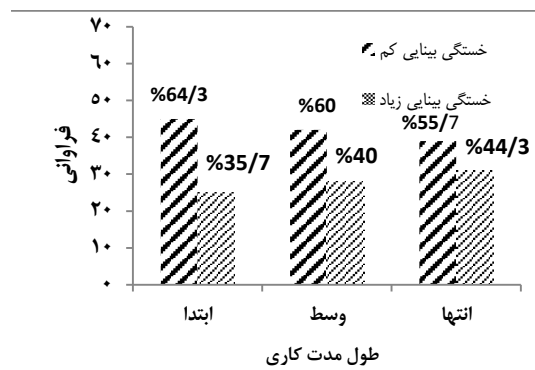 ۷۰
۶۰
۵۰
۴۰
۳۰
۲۰
۱۰
۰
فراوانی
خستگی بینایی کم
خستگی بینایی زیاد
%64/3
%35/7
%60
%40
%55/7
%44/3
ابتدا
وسط
انتها
طول مدت کاری